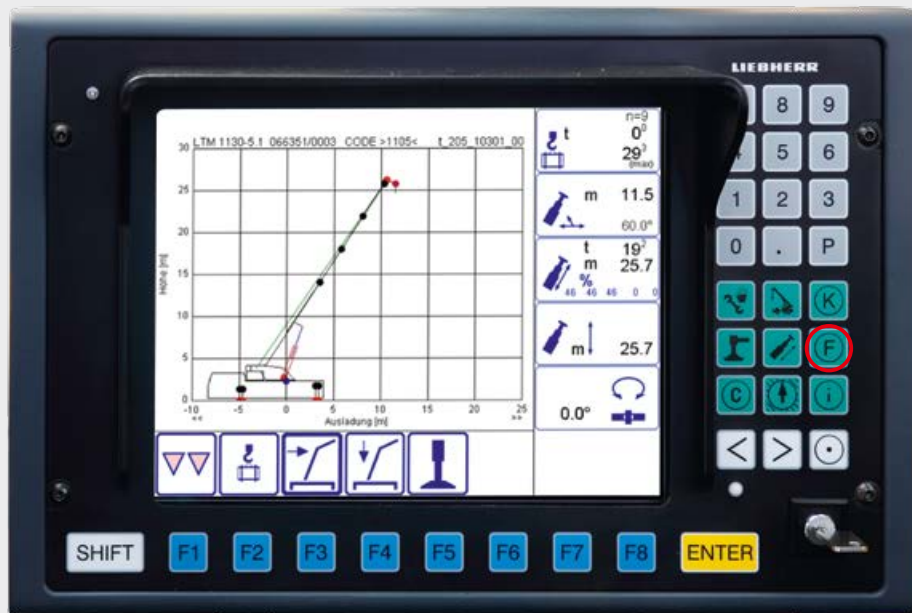 LIEBHERR
LTM 1130-5.1 066351/0003 CODE >1105< t_205_10301_00
30
25
20
15
10
5
0
Höhe [m]
-10 -5 0 5 10 15 20 25
<< Ausladung [m] >>
n=9
t 0⁰
29³
(max)
m 11.5
60.0°
t 19²
m 25.7
%
46 46 46 0 0
m 25.7
0.0°
8 9
5 6
1 2 3
0 . P
K
F
C i
< >
SHIFT F1 F2 F3 F4 F5 F6 F7 F8 ENTER